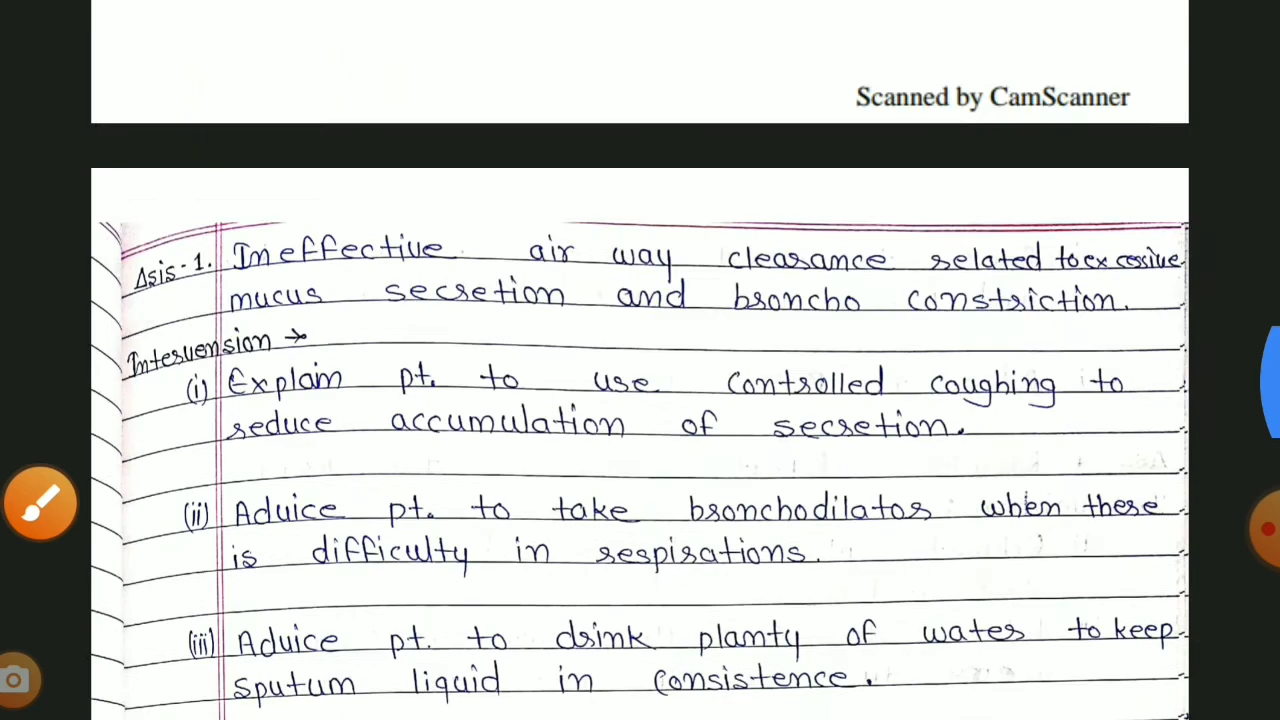 Scanned by CamScanner
Asis-1. Ineffective air way clearance related to excessive
mucus secretion and broncho constriction.
Intervension →
(i) Explain pt. to use controlled coughing to
reduce accumulation of secretion.
(ii) Advice pt. to take bronchodilator when there
is difficulty in respirations.
(iii) Advice pt. to drink planty of water to keep
sputum liquid in consistence.